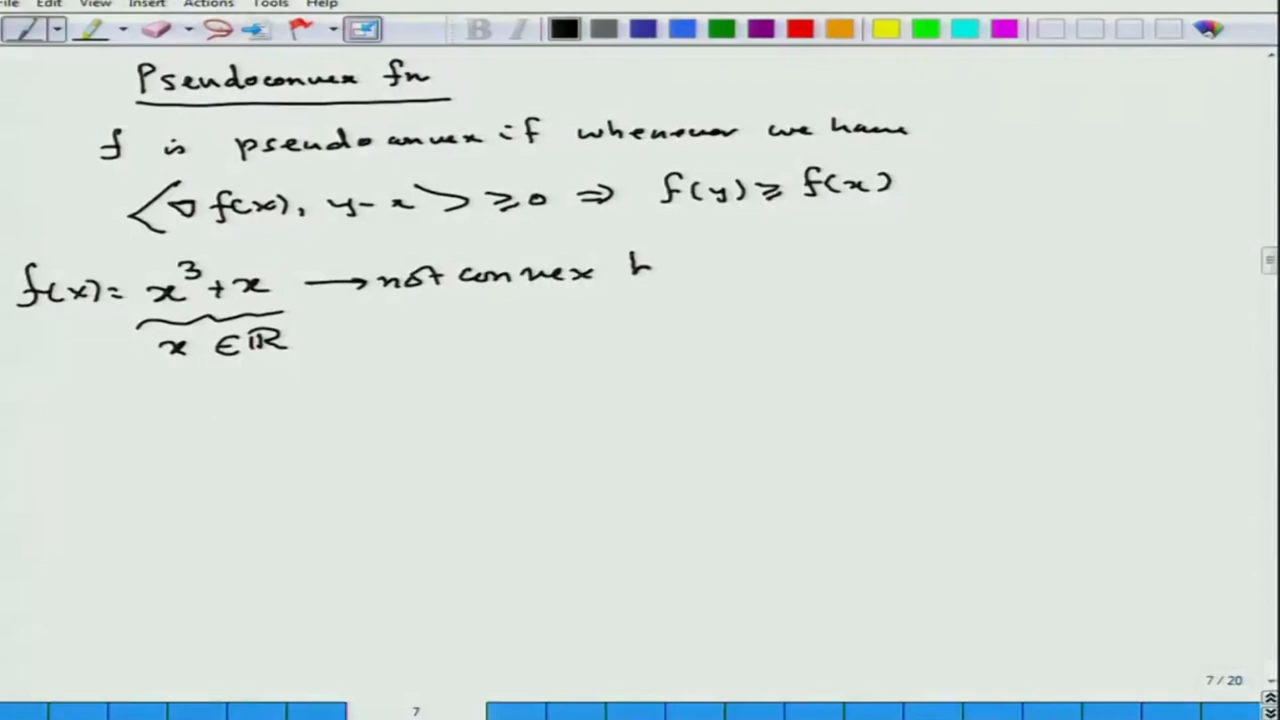 File Edit View Insert Actions Tools Help
Pseudoconvex fn
f is pseudoconvex if whenever we have
⟨∇f(x), y-x⟩ ≥ 0 ⇒ f(y) ≥ f(x)
f(x) = x³+x → not convex b
x ∈ ℝ
7 / 20
7